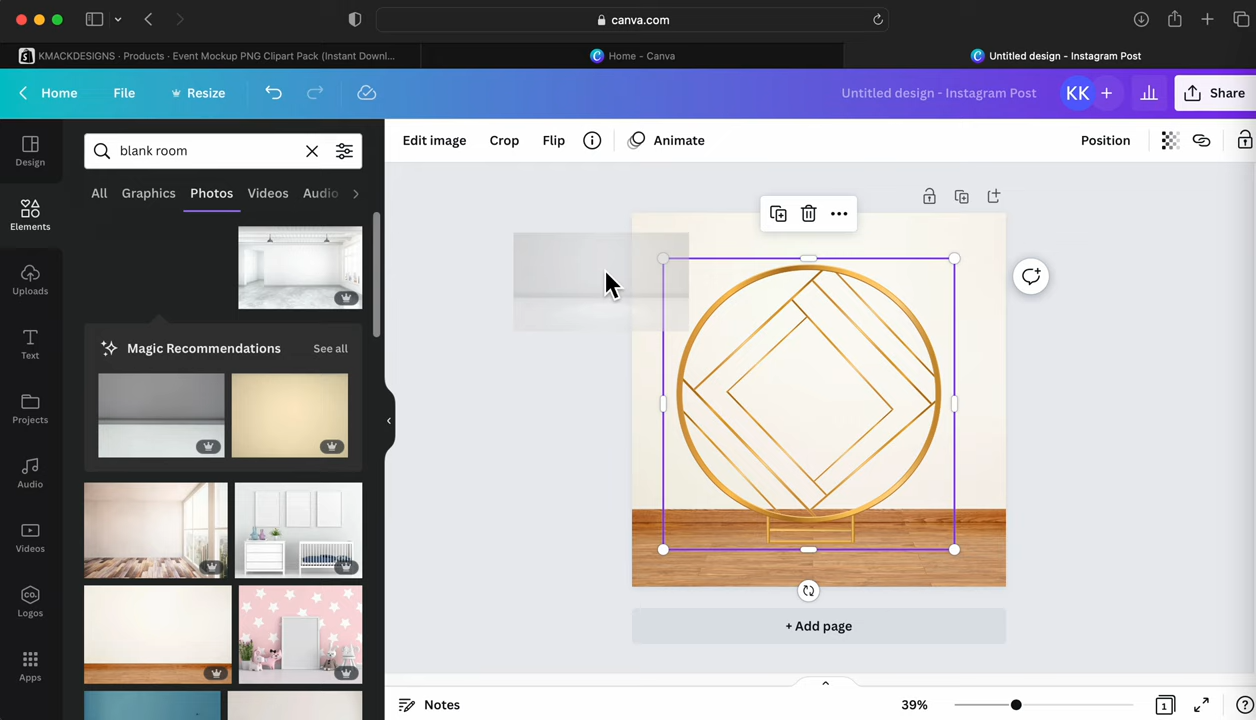 canva.com
KMACKDESIGNS · Products · Event Mockup PNG Clipart Pack (Instant Downl...
Home - Canva
Untitled design - Instagram Post
Home
File
Resize
Untitled design - Instagram Post
KK
Share
Design
Elements
Uploads
Text
Projects
Audio
Videos
Logos
Apps
blank room
All
Graphics
Photos
Videos
Audio
Magic Recommendations
See all
Edit image
Crop
Flip
Animate
Position
+ Add page
Notes
39%
1